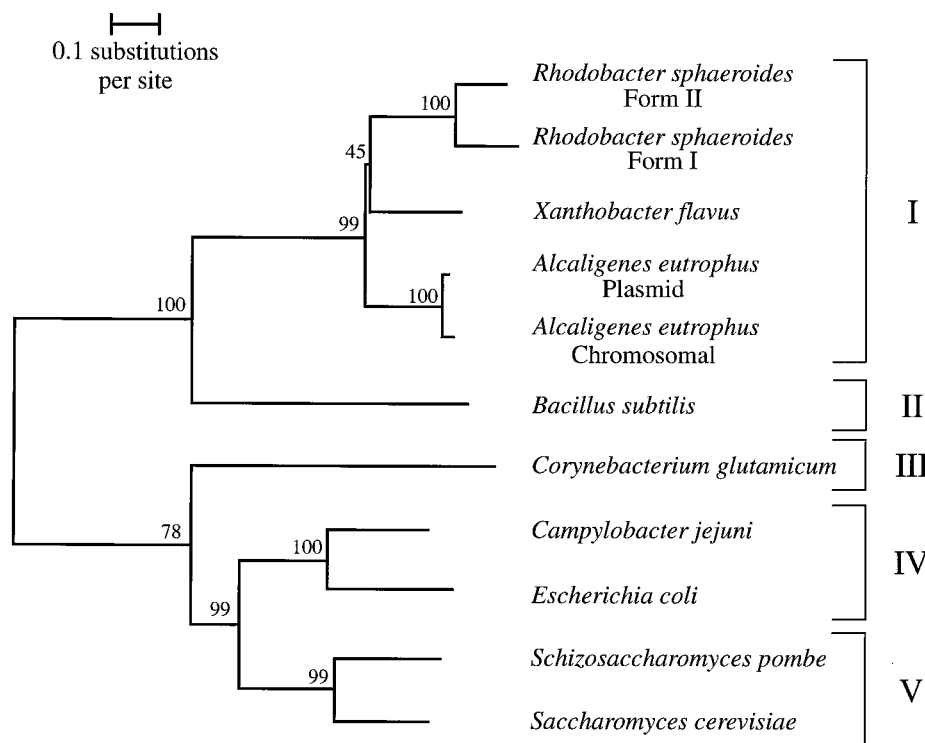 0.1 substitutions
per site
Rhodobacter sphaeroides
Form II
100
Rhodobacter sphaeroides
Form I
45
Xanthobacter flavus
I
99
Alcaligenes eutrophus
Plasmid
100
100
Alcaligenes eutrophus
Chromosomal
Bacillus subtilis
II
Corynebacterium glutamicum
III
78
Campylobacter jejuni
100
IV
Escherichia coli
99
Schizosaccharomyces pombe
99
V
Saccharomyces cerevisiae